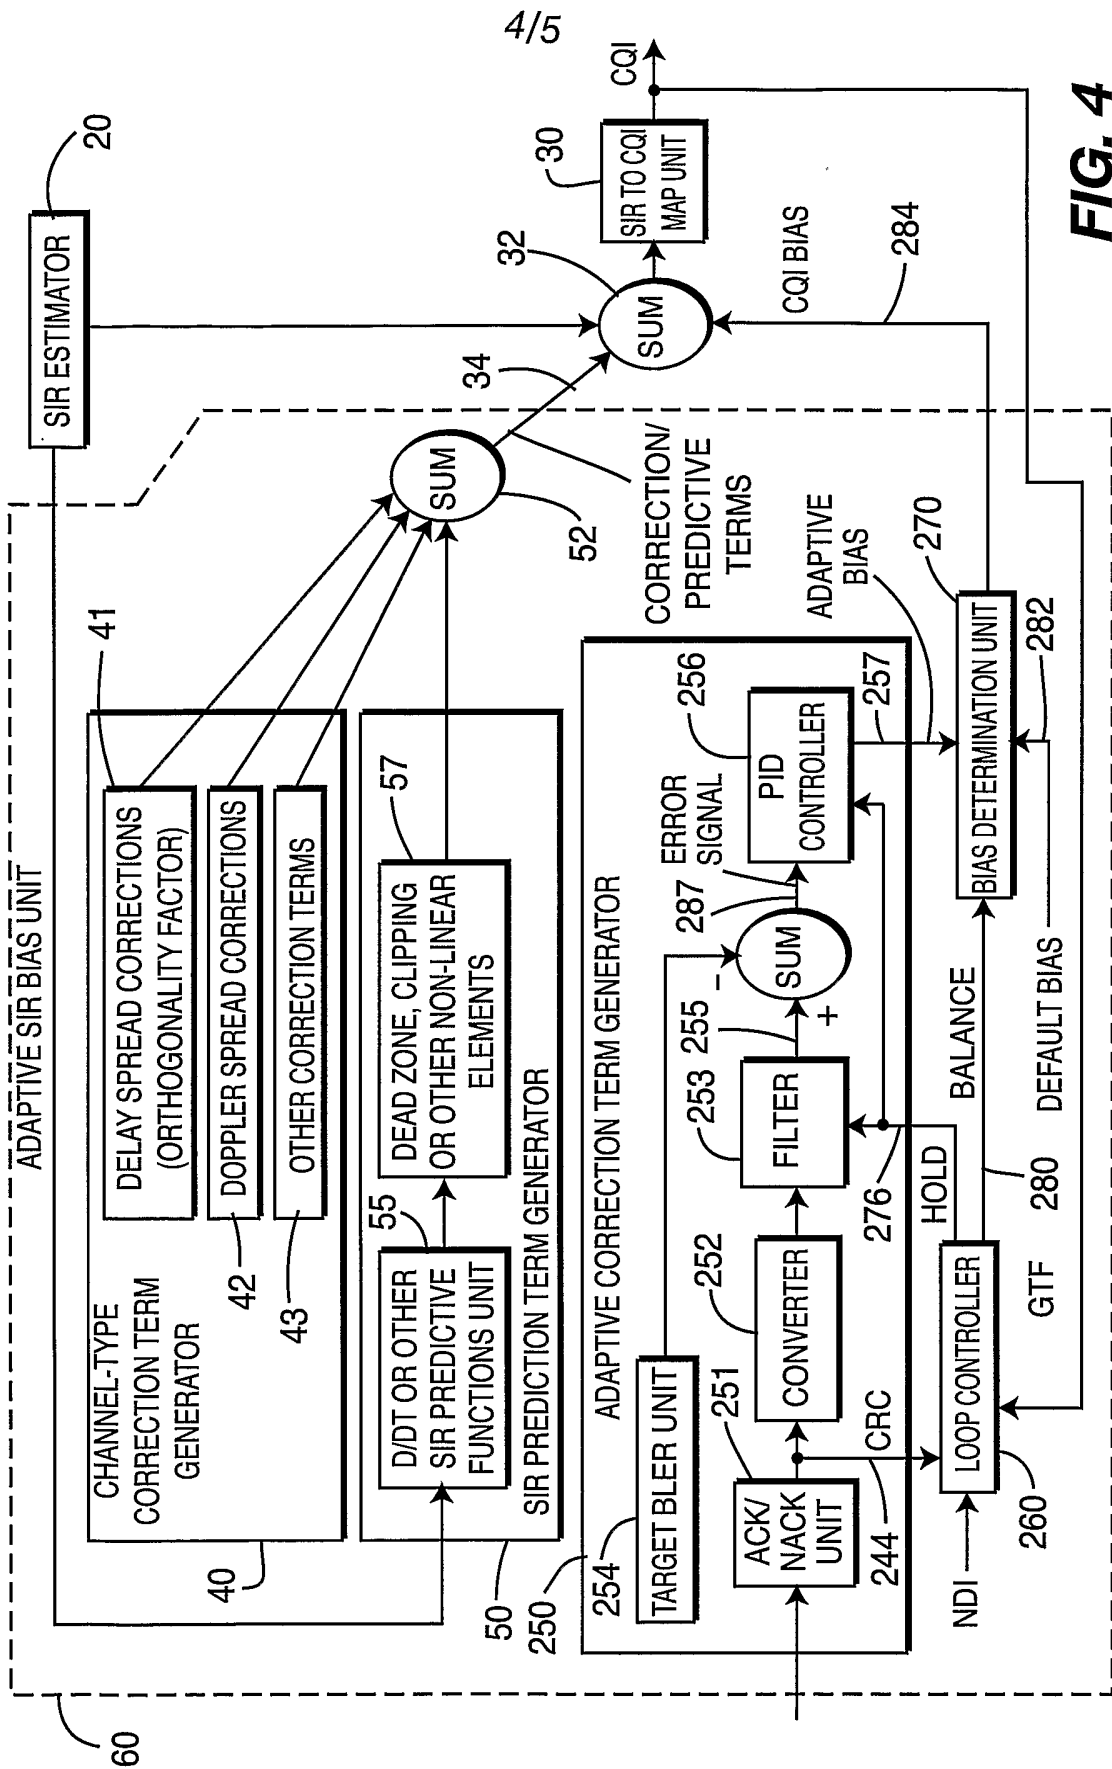 4/5
ADAPTIVE SIR BIAS UNIT
60
SIR ESTIMATOR
20
CHANNEL-TYPE
CORRECTION TERM
GENERATOR
40
DELAY SPREAD CORRECTIONS
(ORTHOGONALITY FACTOR)
41
DOPPLER SPREAD CORRECTIONS
42
OTHER CORRECTION TERMS
43
D/DT OR OTHER
SIR PREDICTIVE
FUNCTIONS UNIT
55
DEAD ZONE, CLIPPING
OR OTHER NON-LINEAR
ELEMENTS
57
SIR PREDICTION TERM GENERATOR
50
SUM
52
34
CORRECTION/
PREDICTIVE
TERMS
SUM
32
SIR TO CQI
MAP UNIT
30
CQI
CQI BIAS
284
ADAPTIVE CORRECTION TERM GENERATOR
250
TARGET BLER UNIT
254
ACK/
NACK
UNIT
251
CONVERTER
252
FILTER
253
255
+
-
SUM
287
ERROR
SIGNAL
PID
CONTROLLER
256
257
ADAPTIVE
BIAS
CRC
244
NDI
LOOP CONTROLLER
260
HOLD
276
BALANCE
280
GTF
DEFAULT BIAS
282
BIAS DETERMINATION UNIT
270
FIG. 4